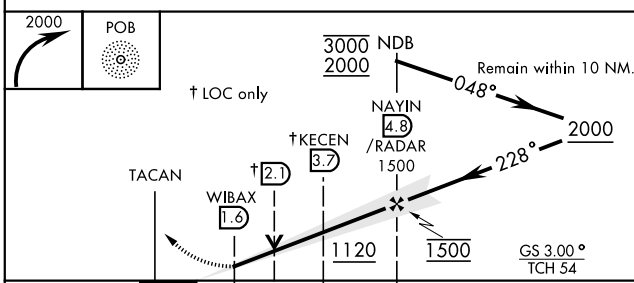 2000
POB
3000 NDB
2000
Remain within 10 NM.
048°
† LOC only
NAYIN
4.8
/RADAR
1500
2000
† KECEN
3.7
228°
† 2.1
TACAN
WIBAX
1.6
1120
1500
GS 3.00°
TCH 54